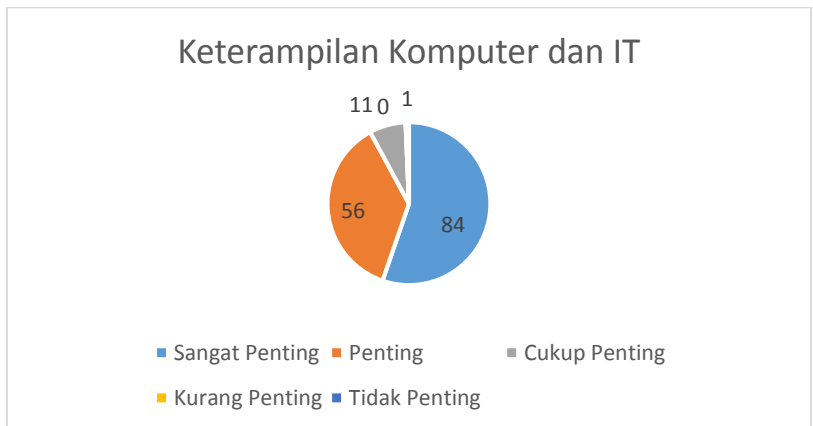 Keterampilan Komputer dan IT
11 0 1
56
84
Sangat Penting Penting Cukup Penting
Kurang Penting Tidak Penting